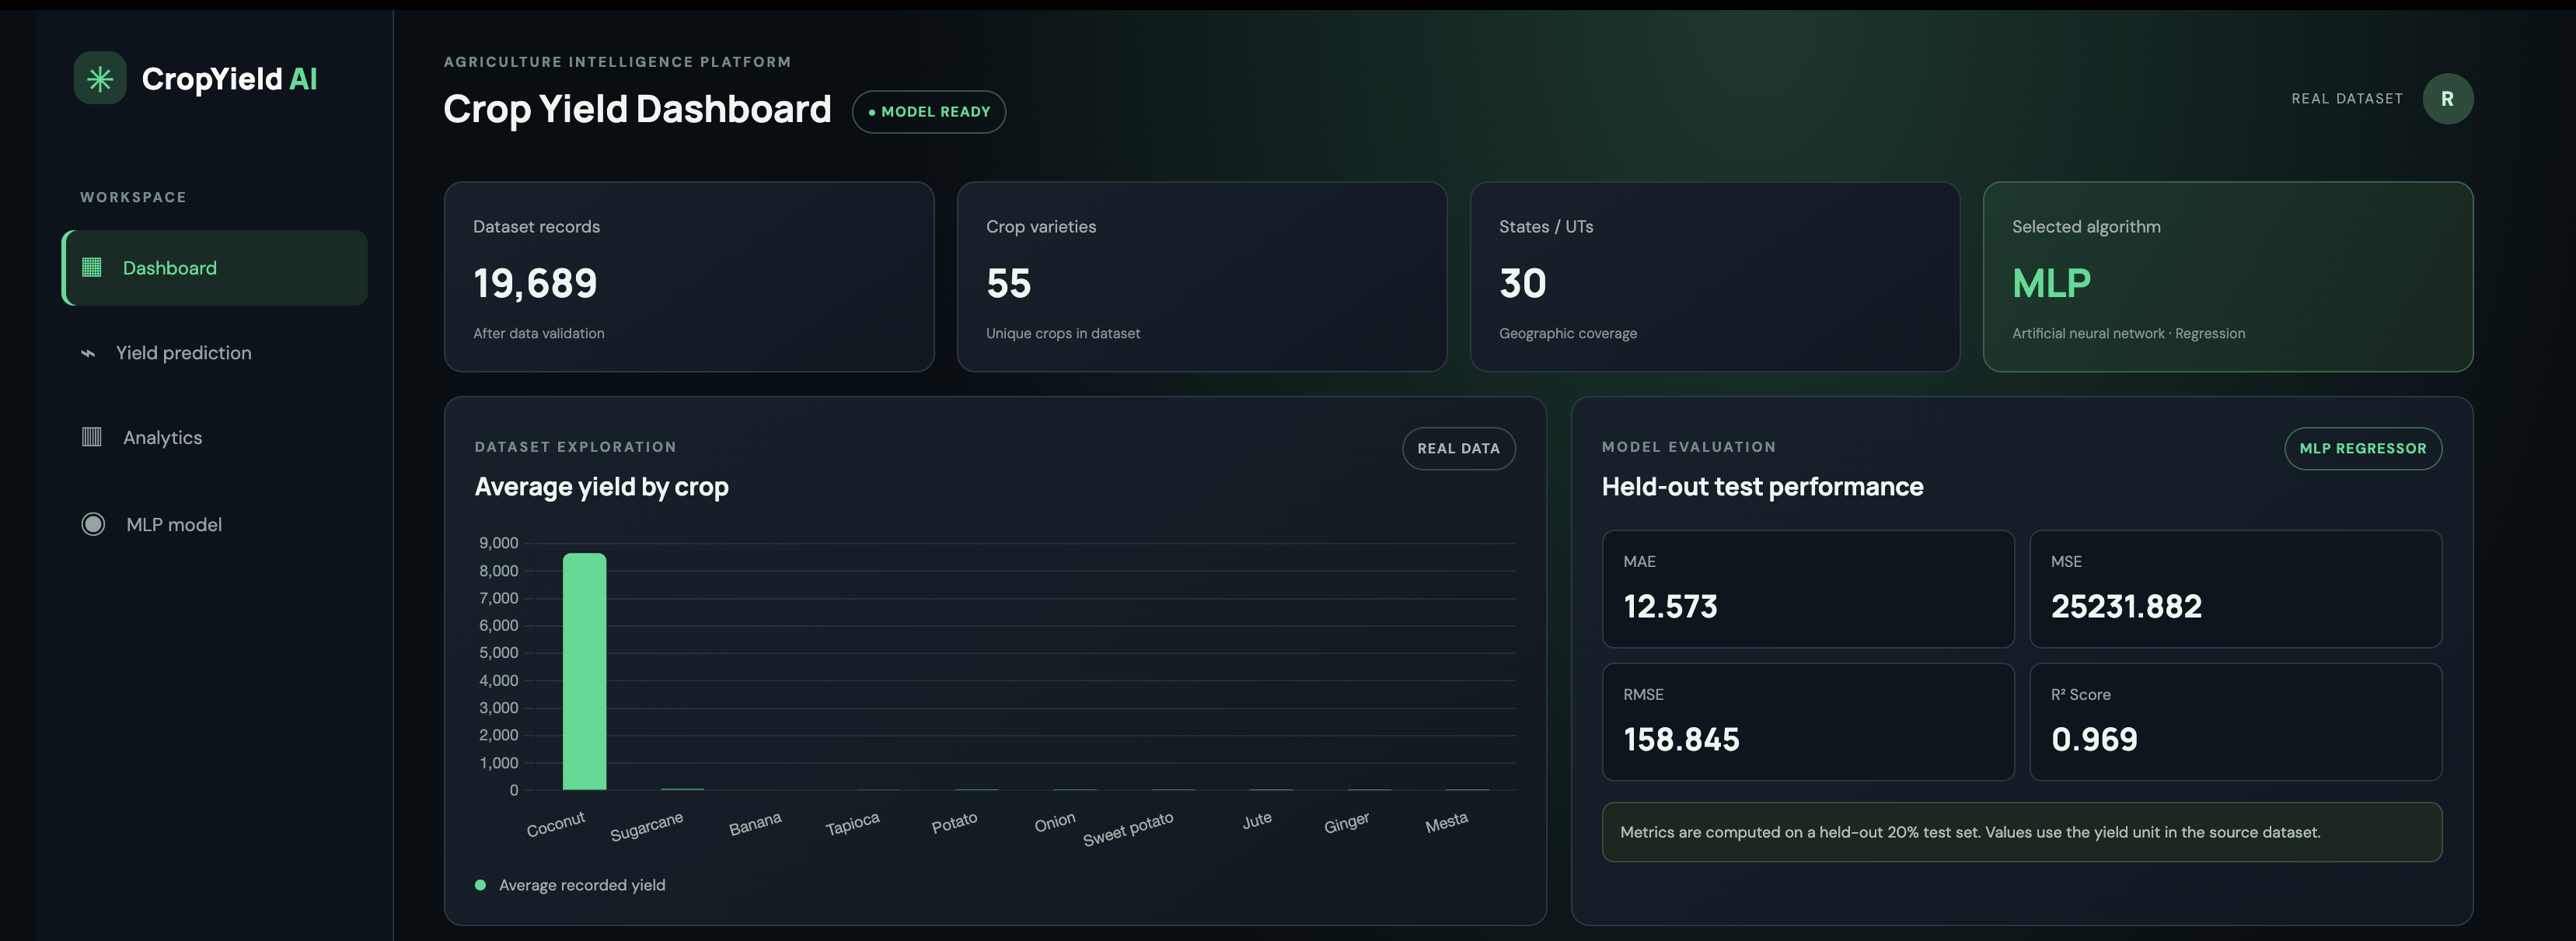 CropYield AI
WORKSPACE
Dashboard
Yield prediction
Analytics
MLP model
AGRICULTURE INTELLIGENCE PLATFORM
Crop Yield Dashboard
MODEL READY
REAL DATASET
R
Dataset records
19,689
After data validation
Crop varieties
55
Unique crops in dataset
States / UTs
30
Geographic coverage
Selected algorithm
MLP
Artificial neural network · Regression
DATASET EXPLORATION
Average yield by crop
REAL DATA
9,000
8,000
7,000
6,000
5,000
4,000
3,000
2,000
1,000
0
Coconut
Sugarcane
Banana
Tapioca
Potato
Onion
Sweet potato
Jute
Ginger
Mesta
Average recorded yield
MODEL EVALUATION
Held-out test performance
MLP REGRESSOR
MAE
12.573
MSE
25231.882
RMSE
158.845
R² Score
0.969
Metrics are computed on a held-out 20% test set. Values use the yield unit in the source dataset.